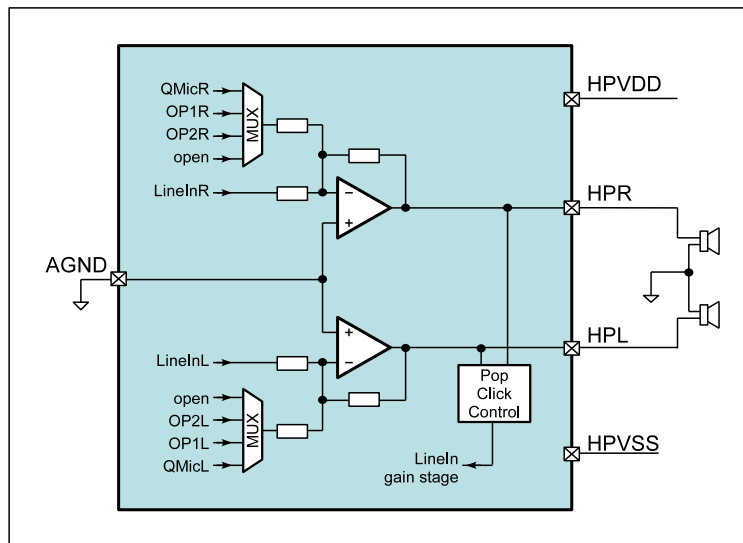 QMicR
OP1R
OP2R
open
MUX
LineInR
HPVDD
HPR
AGND
LineInL
open
OP2L
OP1L
QMicL
MUX
Pop
Click
Control
LineIn
gain stage
HPL
HPVSS
− 
+
+
−